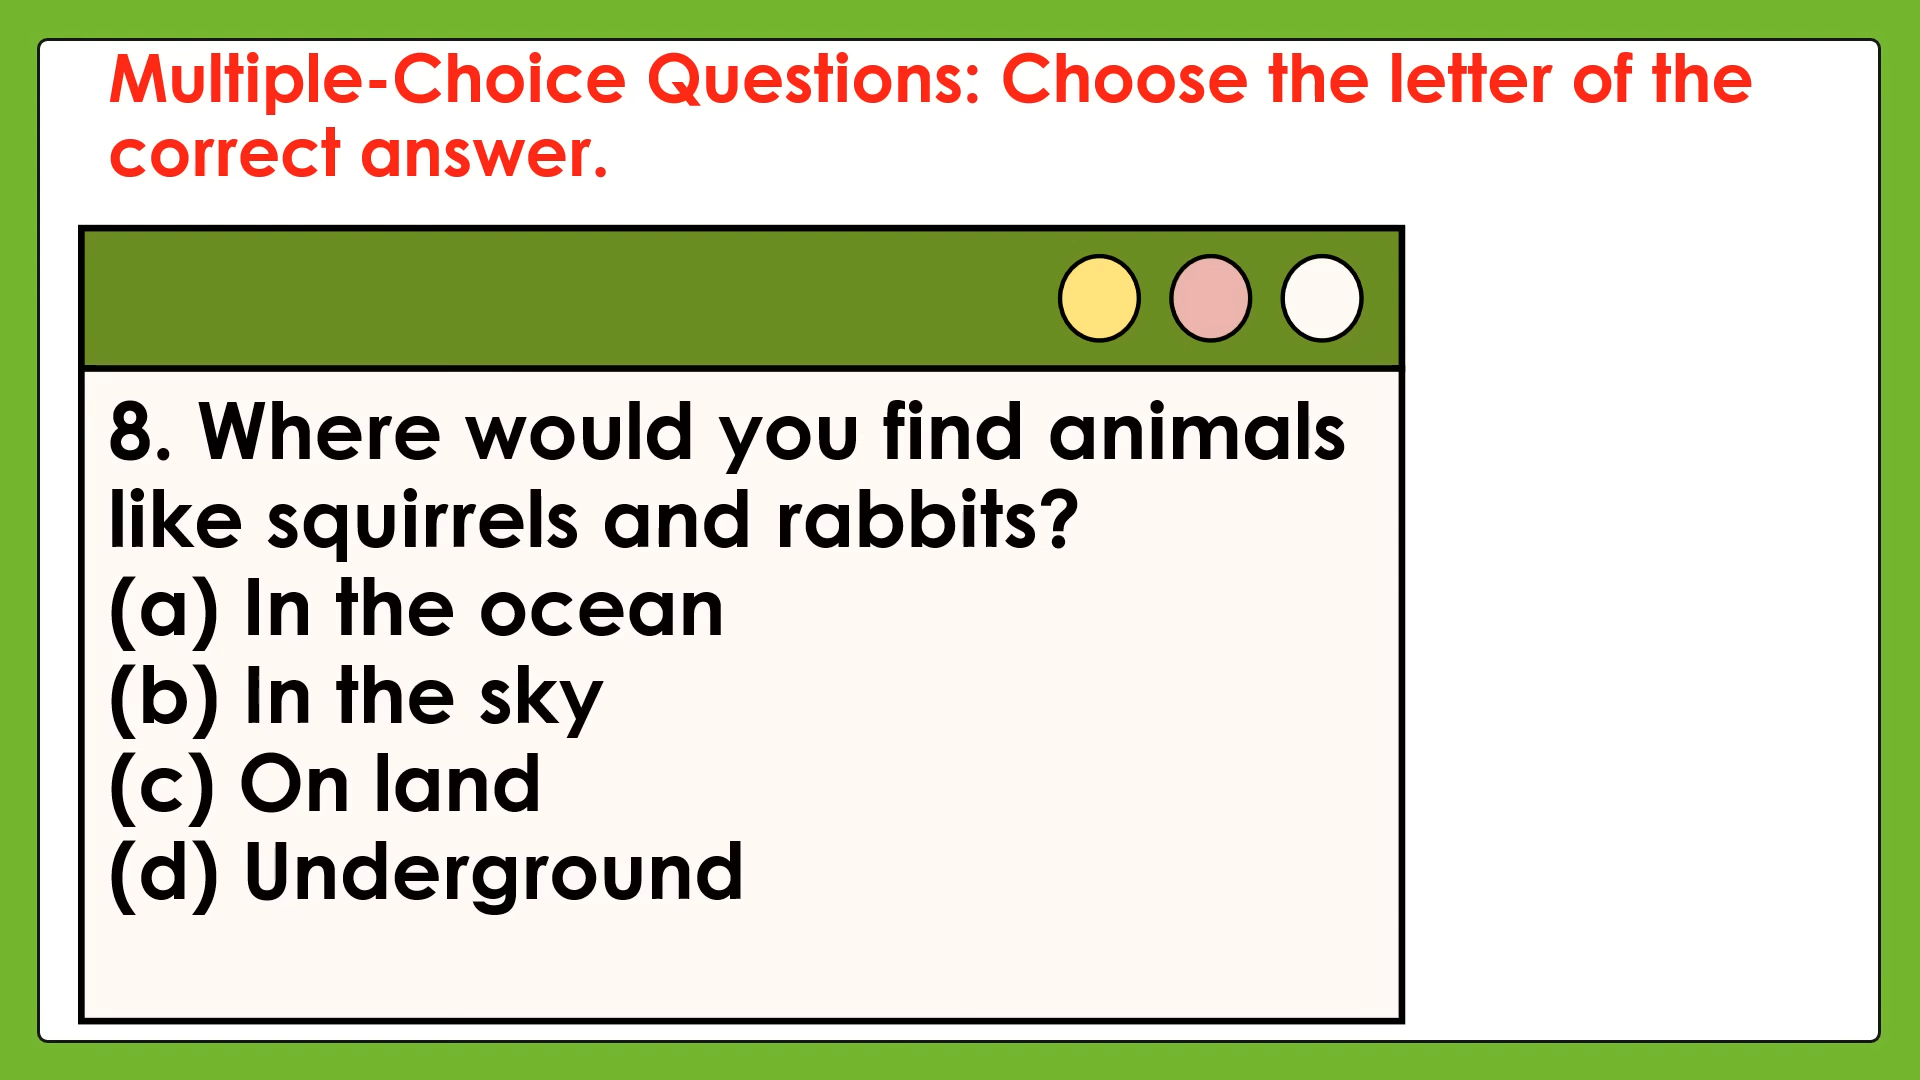 Multiple-Choice Questions: Choose the letter of the
correct answer.
8. Where would you find animals
like squirrels and rabbits?
(a) In the ocean
(b) In the sky
(c) On land
(d) Underground